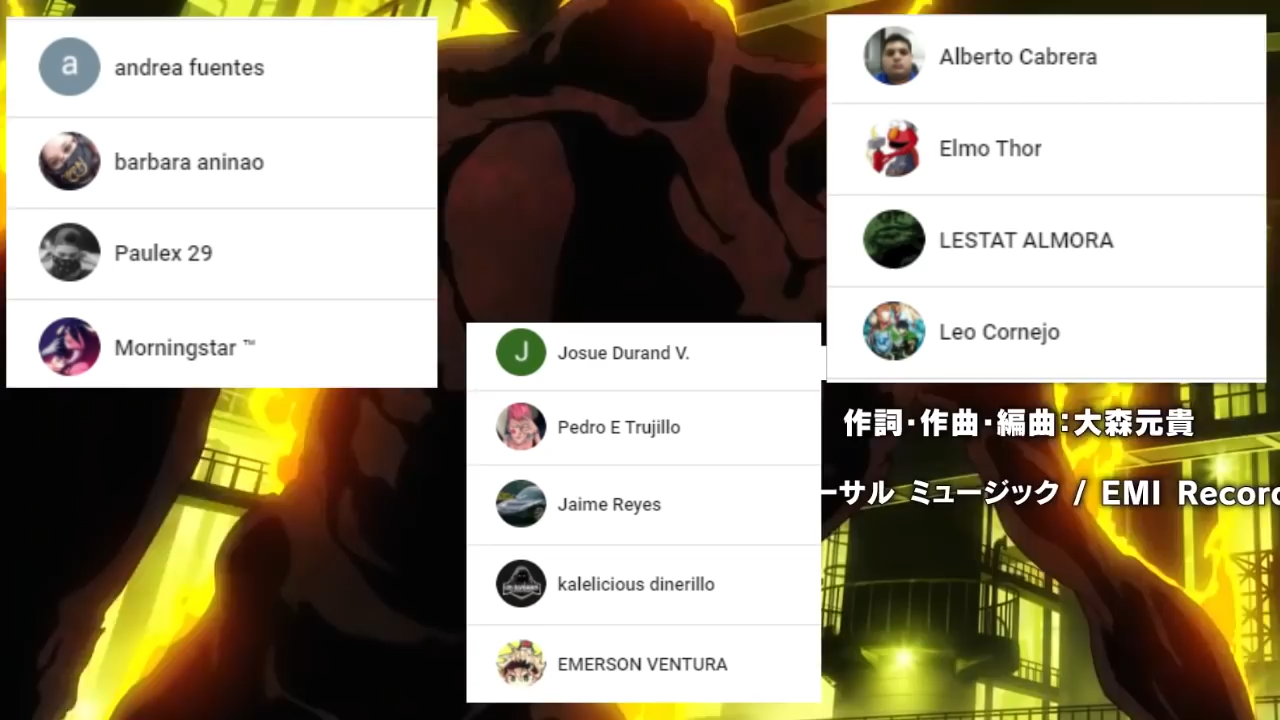 a
andrea fuentes
barbara aninao
Paulex 29
Morningstar ™
J
Josue Durand V.
Pedro E Trujillo
Jaime Reyes
kalelicious dinerillo
EMERSON VENTURA
Alberto Cabrera
Elmo Thor
LESTAT ALMORA
Leo Cornejo
作詞・作曲・編曲：大森元貴
ーサル ミュージック / EMI Record